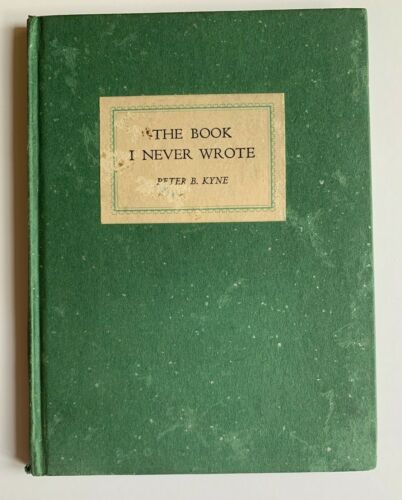 THE BOOK
I NEVER WROTE
PETER B. KYNE